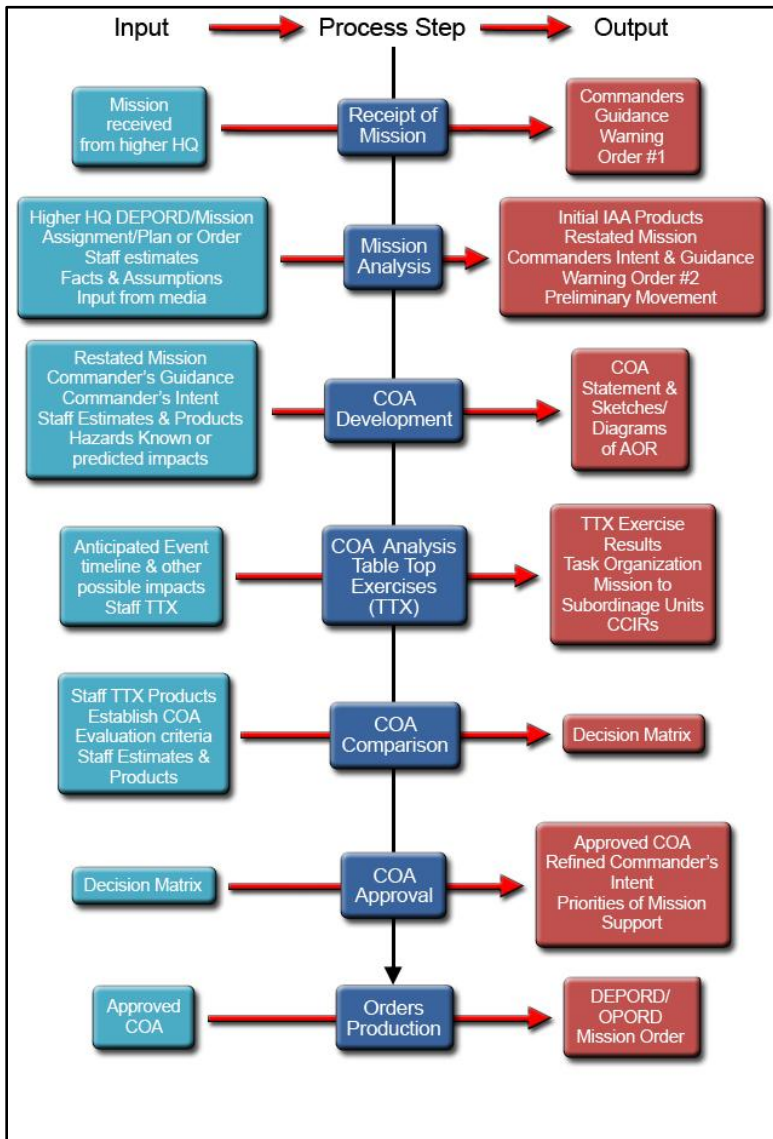 Input
Process Step
Output
Mission
received
from higher HQ
Receipt of
Mission
Commanders
Guidance
Warning
Order #1
Higher HQ DEPORD/Mission
Assignment/Plan or Order
Staff estimates
Facts & Assumptions
Input from media
Mission
Analysis
Initial IAA Products
Restated Mission
Commanders Intent & Guidance
Warning Order #2
Preliminary Movement
Restated Mission
Commander's Guidance
Commander's Intent
Staff Estimates & Products
Hazards Known or
predicted impacts
COA
Development
COA
Statement &
Sketches/
Diagrams
of AOR
Anticipated Event
timeline & other
possible impacts
Staff TTX
COA Analysis
Table Top
Exercises
(TTX)
TTX Exercise
Results
Task Organization
Mission to
Subordinage Units
CCIRs
Staff TTX Products
Establish COA
Evaluation criteria
Staff Estimates &
Products
COA
Comparison
Decision Matrix
Decision Matrix
COA
Approval
Approved COA
Refined Commander's
Intent
Priorities of Mission
Support
Approved
COA
Orders
Production
DEPORD/
OPORD
Mission Order